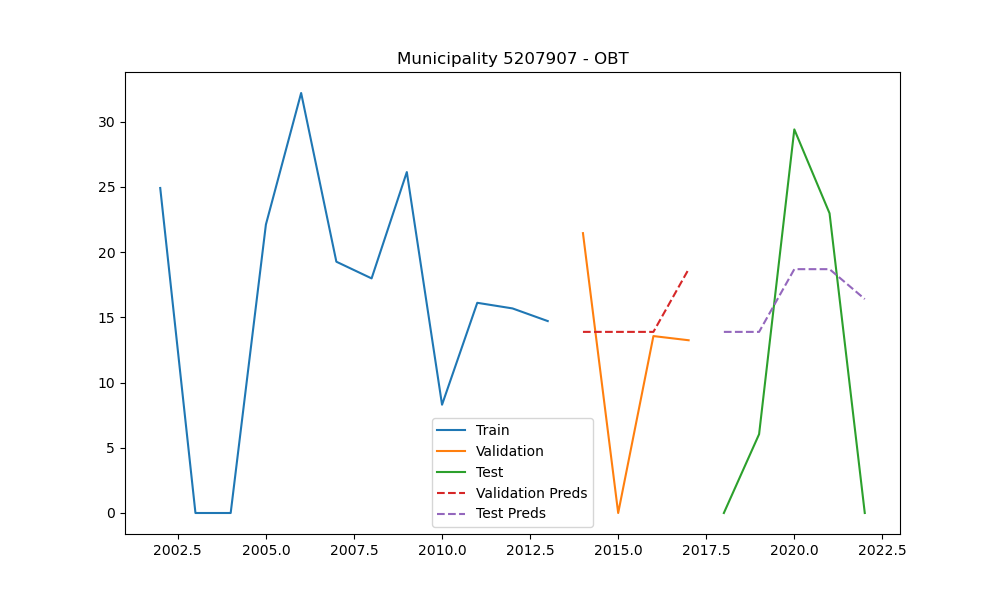 Municipality 5207907 - OBT
30
25
20
15
10
5
0
Train
Validation
Test
Validation Preds
Test Preds
2002.5 2005.0 2007.5 2010.0 2012.5 2015.0 2017.5 2020.0 2022.5